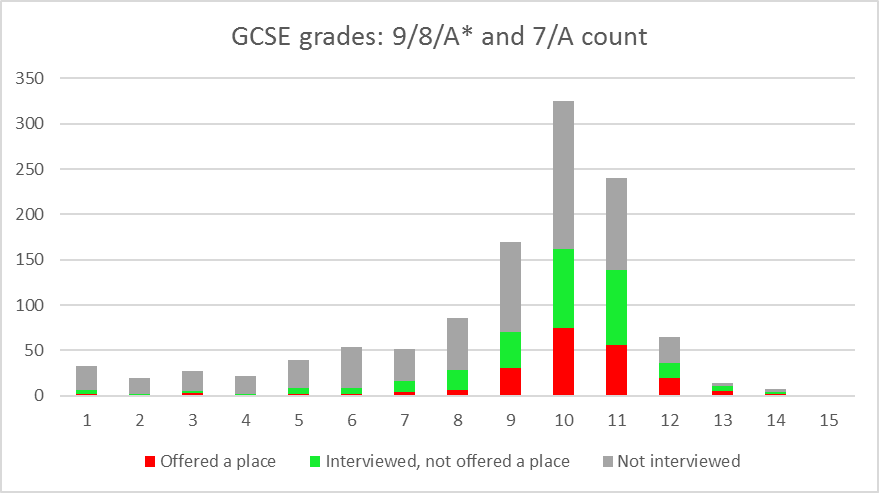 GCSE grades: 9/8/A* and 7/A count
350
300
250
200
150
100
50
0
1 2 3 4 5 6 7 8 9 10 11 12 13 14 15
Offered a place Interviewed, not offered a place Not interviewed